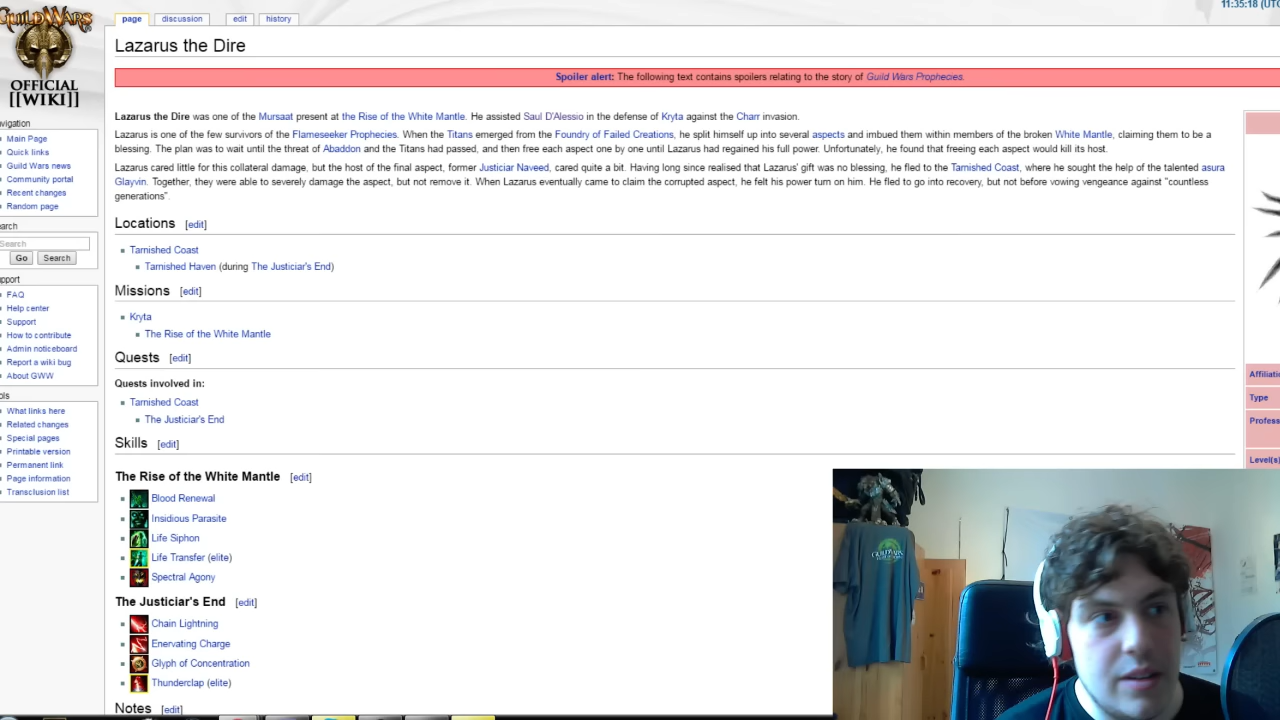 11:35:18 (UTC
GUILD WARS
OFFICIAL
[[WIKI]]
page discussion edit history
Lazarus the Dire
Spoiler alert: The following text contains spoilers relating to the story of Guild Wars Prophecies.
Lazarus the Dire was one of the Mursaat present at the Rise of the White Mantle. He assisted Saul D'Alessio in the defense of Kryta against the Charr invasion.
Lazarus is one of the few survivors of the Flameseeker Prophecies. When the Titans emerged from the Foundry of Failed Creations, he split himself up into several aspects and imbued them within members of the broken White Mantle, claiming them to be a
blessing. The plan was to wait until the threat of Abaddon and the Titans had passed, and then free each aspect one by one until Lazarus had regained his full power. Unfortunately, he found that freeing each aspect would kill its host.
Lazarus cared little for this collateral damage, but the host of the final aspect, former Justiciar Naveed, cared quite a bit. Having long since realised that Lazarus' gift was no blessing, he fled to the Tarnished Coast, where he sought the help of the talented asura
Glayvin. Together, they were able to severely damage the aspect, but not remove it. When Lazarus eventually came to claim the corrupted aspect, he felt his power turn on him. He fled to go into recovery, but not before vowing vengeance against "countless
generations".
Locations [edit]
Tarnished Coast
Tarnished Haven (during The Justiciar's End)
Missions [edit]
Kryta
The Rise of the White Mantle
Quests [edit]
Quests involved in:
Tarnished Coast
The Justiciar's End
Skills [edit]
The Rise of the White Mantle [edit]
Blood Renewal
Insidious Parasite
Life Siphon
Life Transfer (elite)
Spectral Agony
The Justiciar's End [edit]
Chain Lightning
Enervating Charge
Glyph of Concentration
Thunderclap (elite)
Notes [edit]
vigation
Main Page
Quick links
Guild Wars news
Community portal
Recent changes
Random page
earch
Search
Go Search
pport
FAQ
Help center
Support
How to contribute
Admin noticeboard
Report a wiki bug
About GWW
ols
What links here
Related changes
Special pages
Printable version
Permanent link
Page information
Transclusion list
Affiliati
Type
Profess
Level(s)
GUILDWARS